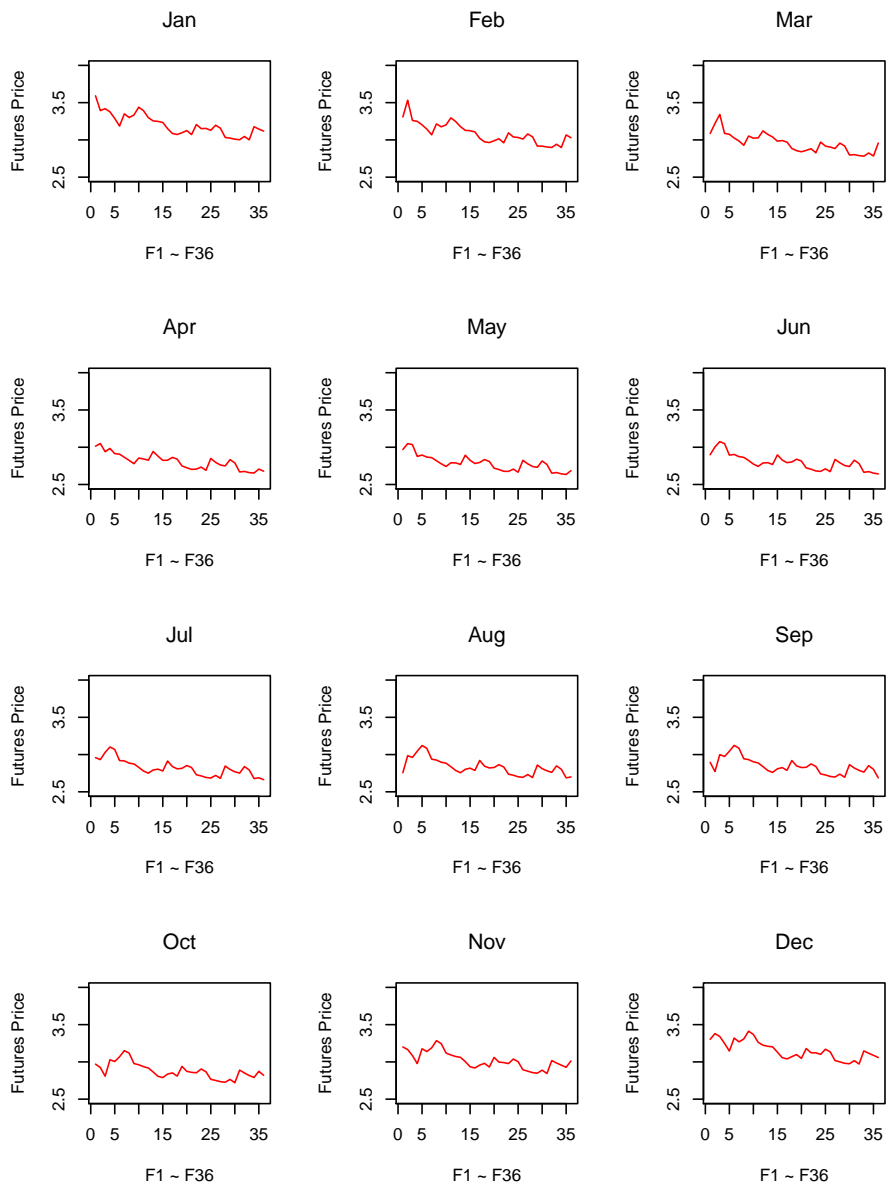 Jan Feb Mar
Futures Price Futures Price Futures Price
3.5 3.5 3.5
2.5 2.5 2.5
0 5 15 25 35 0 5 15 25 35 0 5 15 25 35
F1 ~ F36 F1 ~ F36 F1 ~ F36
Apr May Jun
Futures Price Futures Price Futures Price
3.5 3.5 3.5
2.5 2.5 2.5
0 5 15 25 35 0 5 15 25 35 0 5 15 25 35
F1 ~ F36 F1 ~ F36 F1 ~ F36
Jul Aug Sep
Futures Price Futures Price Futures Price
3.5 3.5 3.5
2.5 2.5 2.5
0 5 15 25 35 0 5 15 25 35 0 5 15 25 35
F1 ~ F36 F1 ~ F36 F1 ~ F36
Oct Nov Dec
Futures Price Futures Price Futures Price
3.5 3.5 3.5
2.5 2.5 2.5
0 5 15 25 35 0 5 15 25 35 0 5 15 25 35
F1 ~ F36 F1 ~ F36 F1 ~ F36